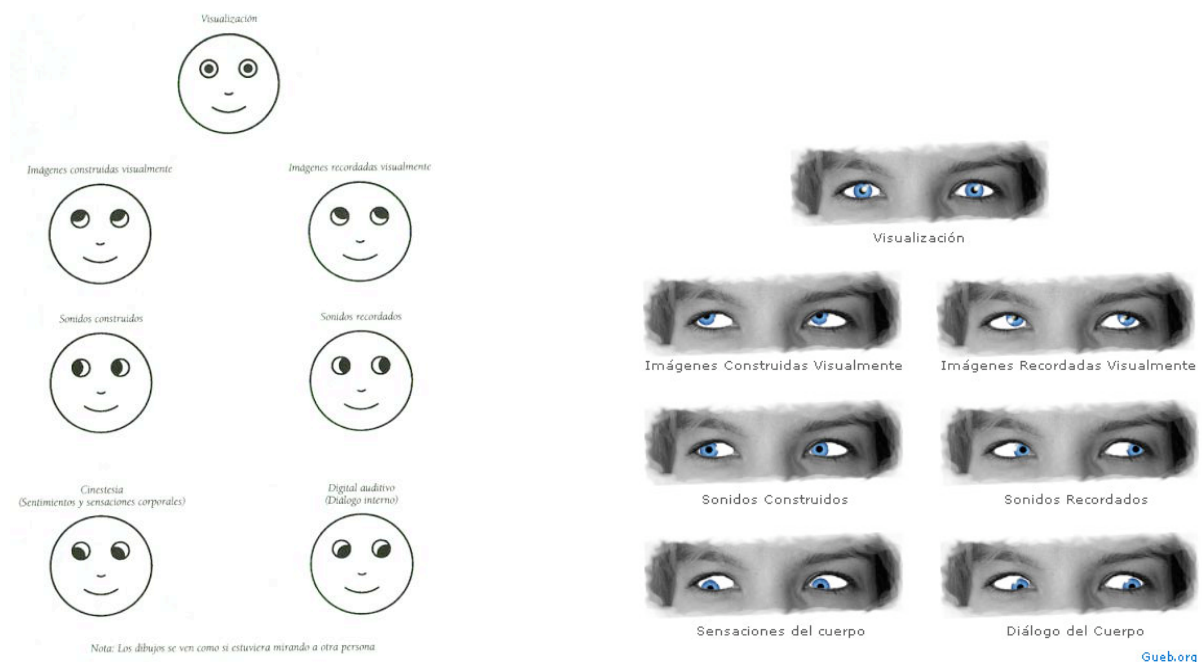 Visualización
Imágenes construidas visualmente
Imágenes recordadas visualmente
Sonidos construidos
Sonidos recordados
Cinestesia
(Sentimientos y sensaciones corporales)
Digital auditivo
(Diálogo interno)
Nota: Los dibujos se ven como si estuviera mirando a otra persona
Visualización
Imágenes Construidas Visualmente
Imágenes Recordadas Visualmente
Sonidos Construidos
Sonidos Recordados
Sensaciones del cuerpo
Diálogo del Cuerpo
Gueb.org